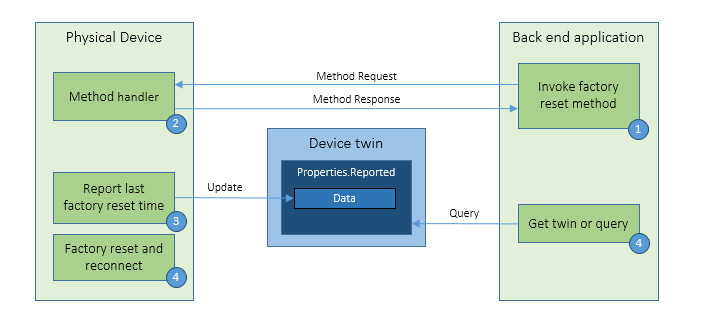 Physical Device
Back end application
Method Request
Method handler
2
Invoke factory
reset method
1
Method Response
Device twin
Properties.Reported
Data
Report last
factory reset time
3
Update
Query
Get twin or query
4
Factory reset and
reconnect
4